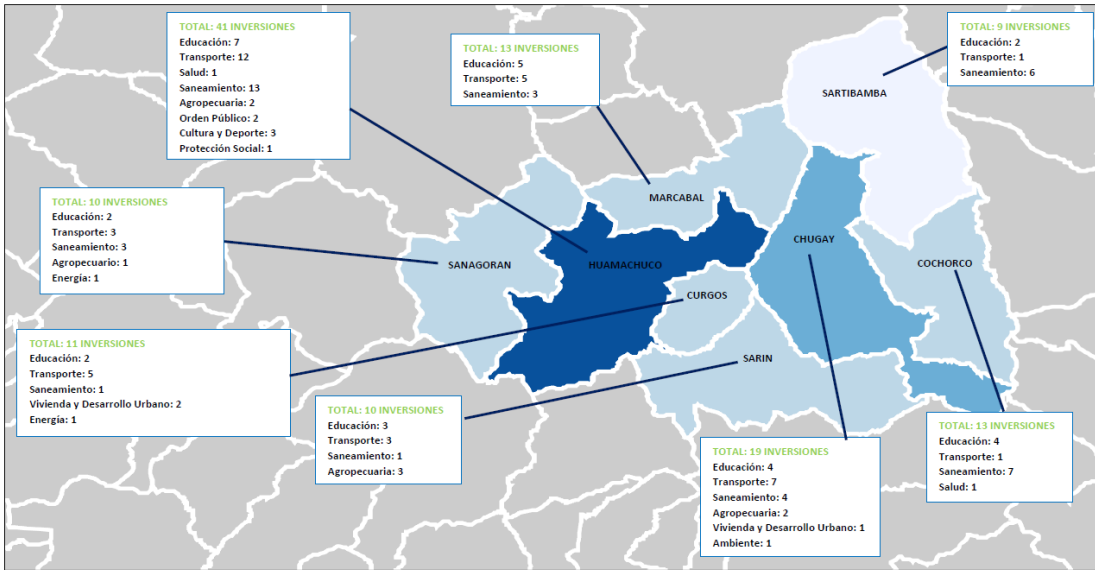 TOTAL: 41 INVERSIONES
Educación: 7
Transporte: 12
Salud: 1
Saneamiento: 13
Agropecuaria: 2
Orden Público: 2
Cultura y Deporte: 3
Protección Social: 1
TOTAL: 13 INVERSIONES
Educación: 5
Transporte: 5
Saneamiento: 3
TOTAL: 9 INVERSIONES
Educación: 2
Transporte: 1
Saneamiento: 6
SARTIBAMBA
MARCABAL
TOTAL: 10 INVERSIONES
Educación: 2
Transporte: 3
Saneamiento: 3
Agropecuario: 1
Energía: 1
SANAGORAN
HUAMACHUCO
CHUGAY
COCHORCO
CURGOS
SARIN
TOTAL: 11 INVERSIONES
Educación: 2
Transporte: 5
Saneamiento: 1
Vivienda y Desarrollo Urbano: 2
Energía: 1
TOTAL: 10 INVERSIONES
Educación: 3
Transporte: 3
Saneamiento: 1
Agropecuaria: 3
TOTAL: 19 INVERSIONES
Educación: 4
Transporte: 7
Saneamiento: 4
Agropecuaria: 2
Vivienda y Desarrollo Urbano: 1
Ambiente: 1
TOTAL: 13 INVERSIONES
Educación: 4
Transporte: 1
Saneamiento: 7
Salud: 1